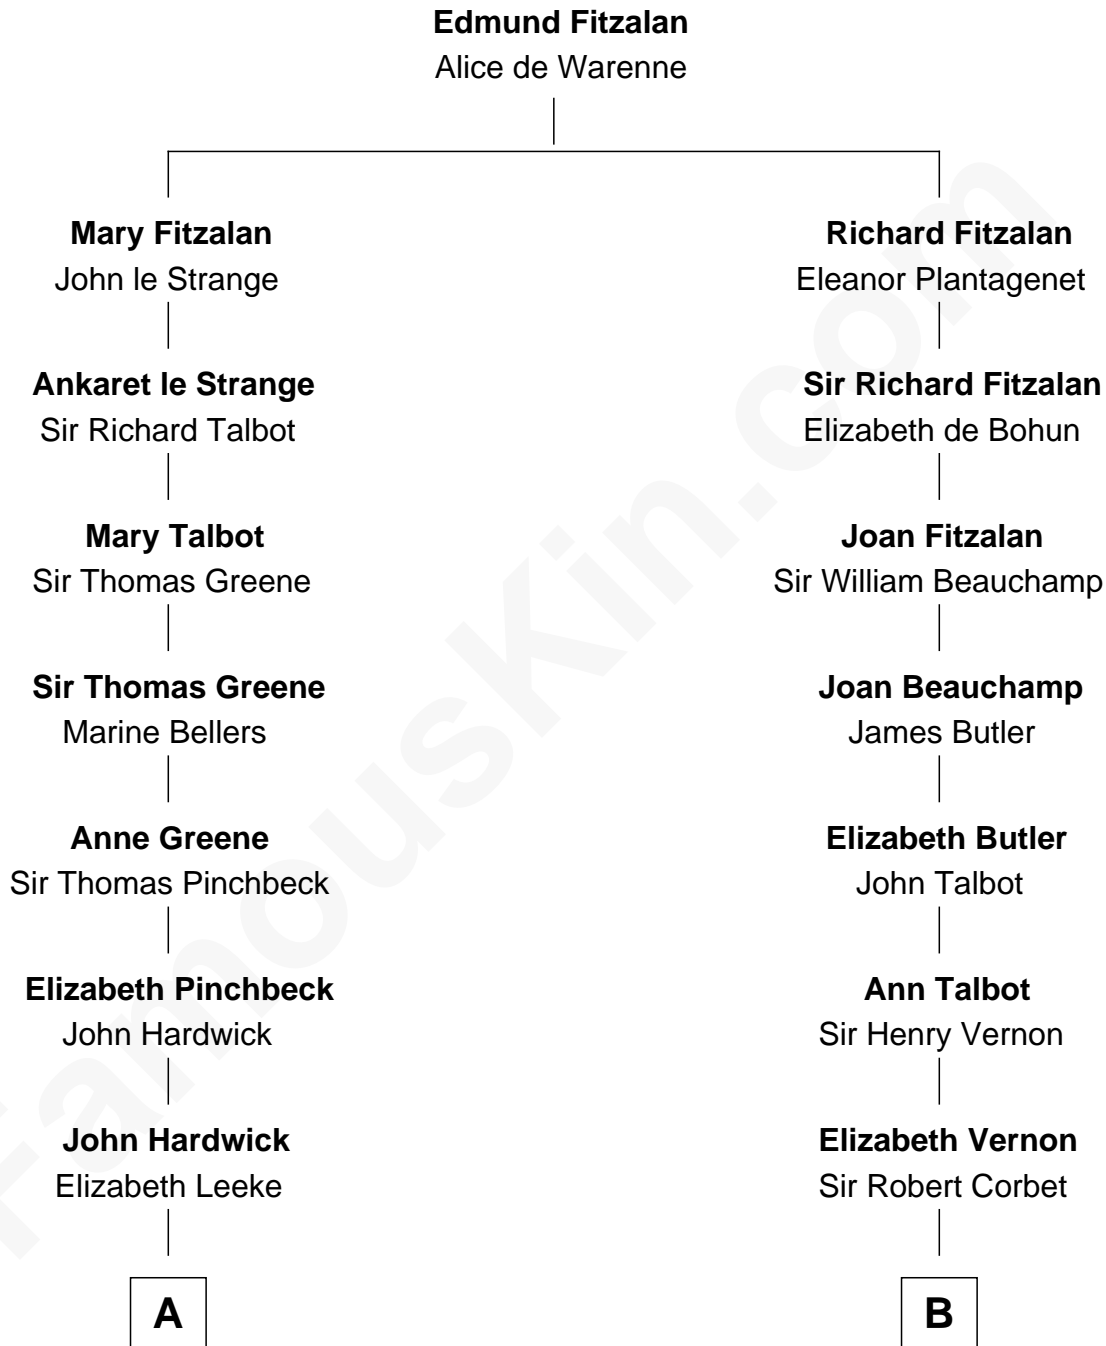 Edmund Fitzalan
Alice de Warenne
Mary Fitzalan
John le Strange
Richard Fitzalan
Eleanor Plantagenet
Ankaret le Strange
Sir Richard Talbot
Sir Richard Fitzalan
Elizabeth de Bohun
Mary Talbot
Sir Thomas Greene
Joan Fitzalan
Sir William Beauchamp
Sir Thomas Greene
Marine Bellers
Joan Beauchamp
James Butler
Anne Greene
Sir Thomas Pinchbeck
Elizabeth Butler
John Talbot
Elizabeth Pinchbeck
John Hardwick
Ann Talbot
Sir Henry Vernon
John Hardwick
Elizabeth Leeke
Elizabeth Vernon
Sir Robert Corbet
A
B
FamousKin.com